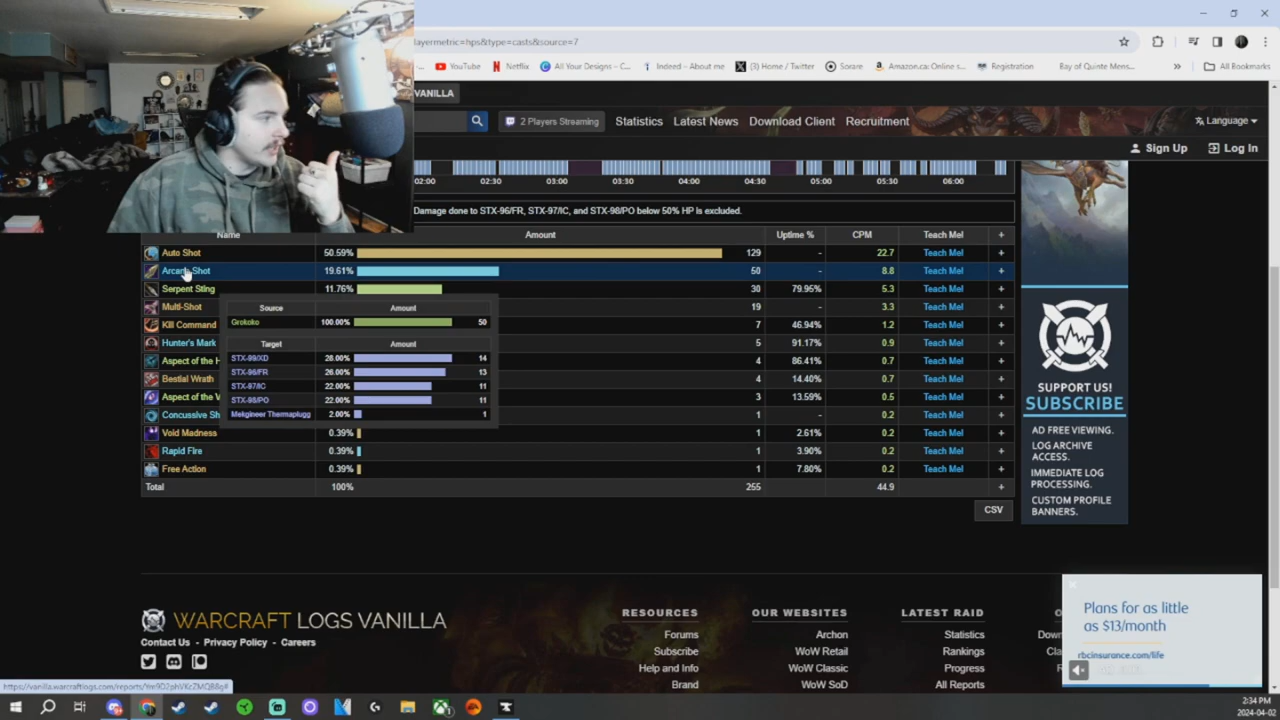 layermetric=hps&type=casts&source=7
YouTube Netflix All Your Designs – C... Indeed – About me (3) Home / Twitter Sorare Amazon.ca: Online s... Registration Bay of Quinte Mens... » All Bookmarks
VANILLA
2 Players Streaming Statistics Latest News Download Client Recruitment Language
Sign Up Log In
02:00 02:30 03:00 03:30 04:00 04:30 05:00 05:30 06:00
Damage done to STX-96/FR, STX-97/IC, and STX-98/PO below 50% HP is excluded.
Name Amount Uptime % CPM Teach Me! +
Auto Shot 50.59% 129 - 22.7 Teach Me! +
Arcane Shot 19.61% 50 - 8.8 Teach Me! +
Serpent Sting 11.76% 30 79.95% 5.3 Teach Me! +
Multi-Shot 19 - 3.3 Teach Me! +
Kill Command 7 46.94% 1.2 Teach Me! +
Hunter's Mark 5 91.17% 0.9 Teach Me! +
Aspect of the H 4 86.41% 0.7 Teach Me! +
Bestial Wrath 4 14.40% 0.7 Teach Me! +
Aspect of the V 3 13.59% 0.5 Teach Me! +
Concussive Sh 1 - 0.2 Teach Me! +
Void Madness 0.39% 1 2.61% 0.2 Teach Me! +
Rapid Fire 0.39% 1 3.90% 0.2 Teach Me! +
Free Action 0.39% 1 7.80% 0.2 Teach Me! +
Total 100% 255 44.9 +
Source Amount
Grokoko 100.00% 50
Target Amount
STX-99/XD 28.00% 14
STX-96/FR 26.00% 13
STX-97/IC 22.00% 11
STX-98/PO 22.00% 11
Mekgineer Thermaplugg 2.00% 1
CSV
SUPPORT US!
SUBSCRIBE
AD FREE VIEWING.
LOG ARCHIVE
ACCESS.
IMMEDIATE LOG
PROCESSING.
CUSTOM PROFILE
BANNERS.
WARCRAFT LOGS VANILLA
Contact Us - Privacy Policy - Careers
RESOURCES OUR WEBSITES LATEST RAID
Forums Archon Statistics Down
Subscribe WoW Retail Rankings
Help and Info WoW Classic Progress
Brand WoW SoD All Reports
Plans for as little
as $13/month
rbcinsurance.com/life
2:34 PM
2024-04-02